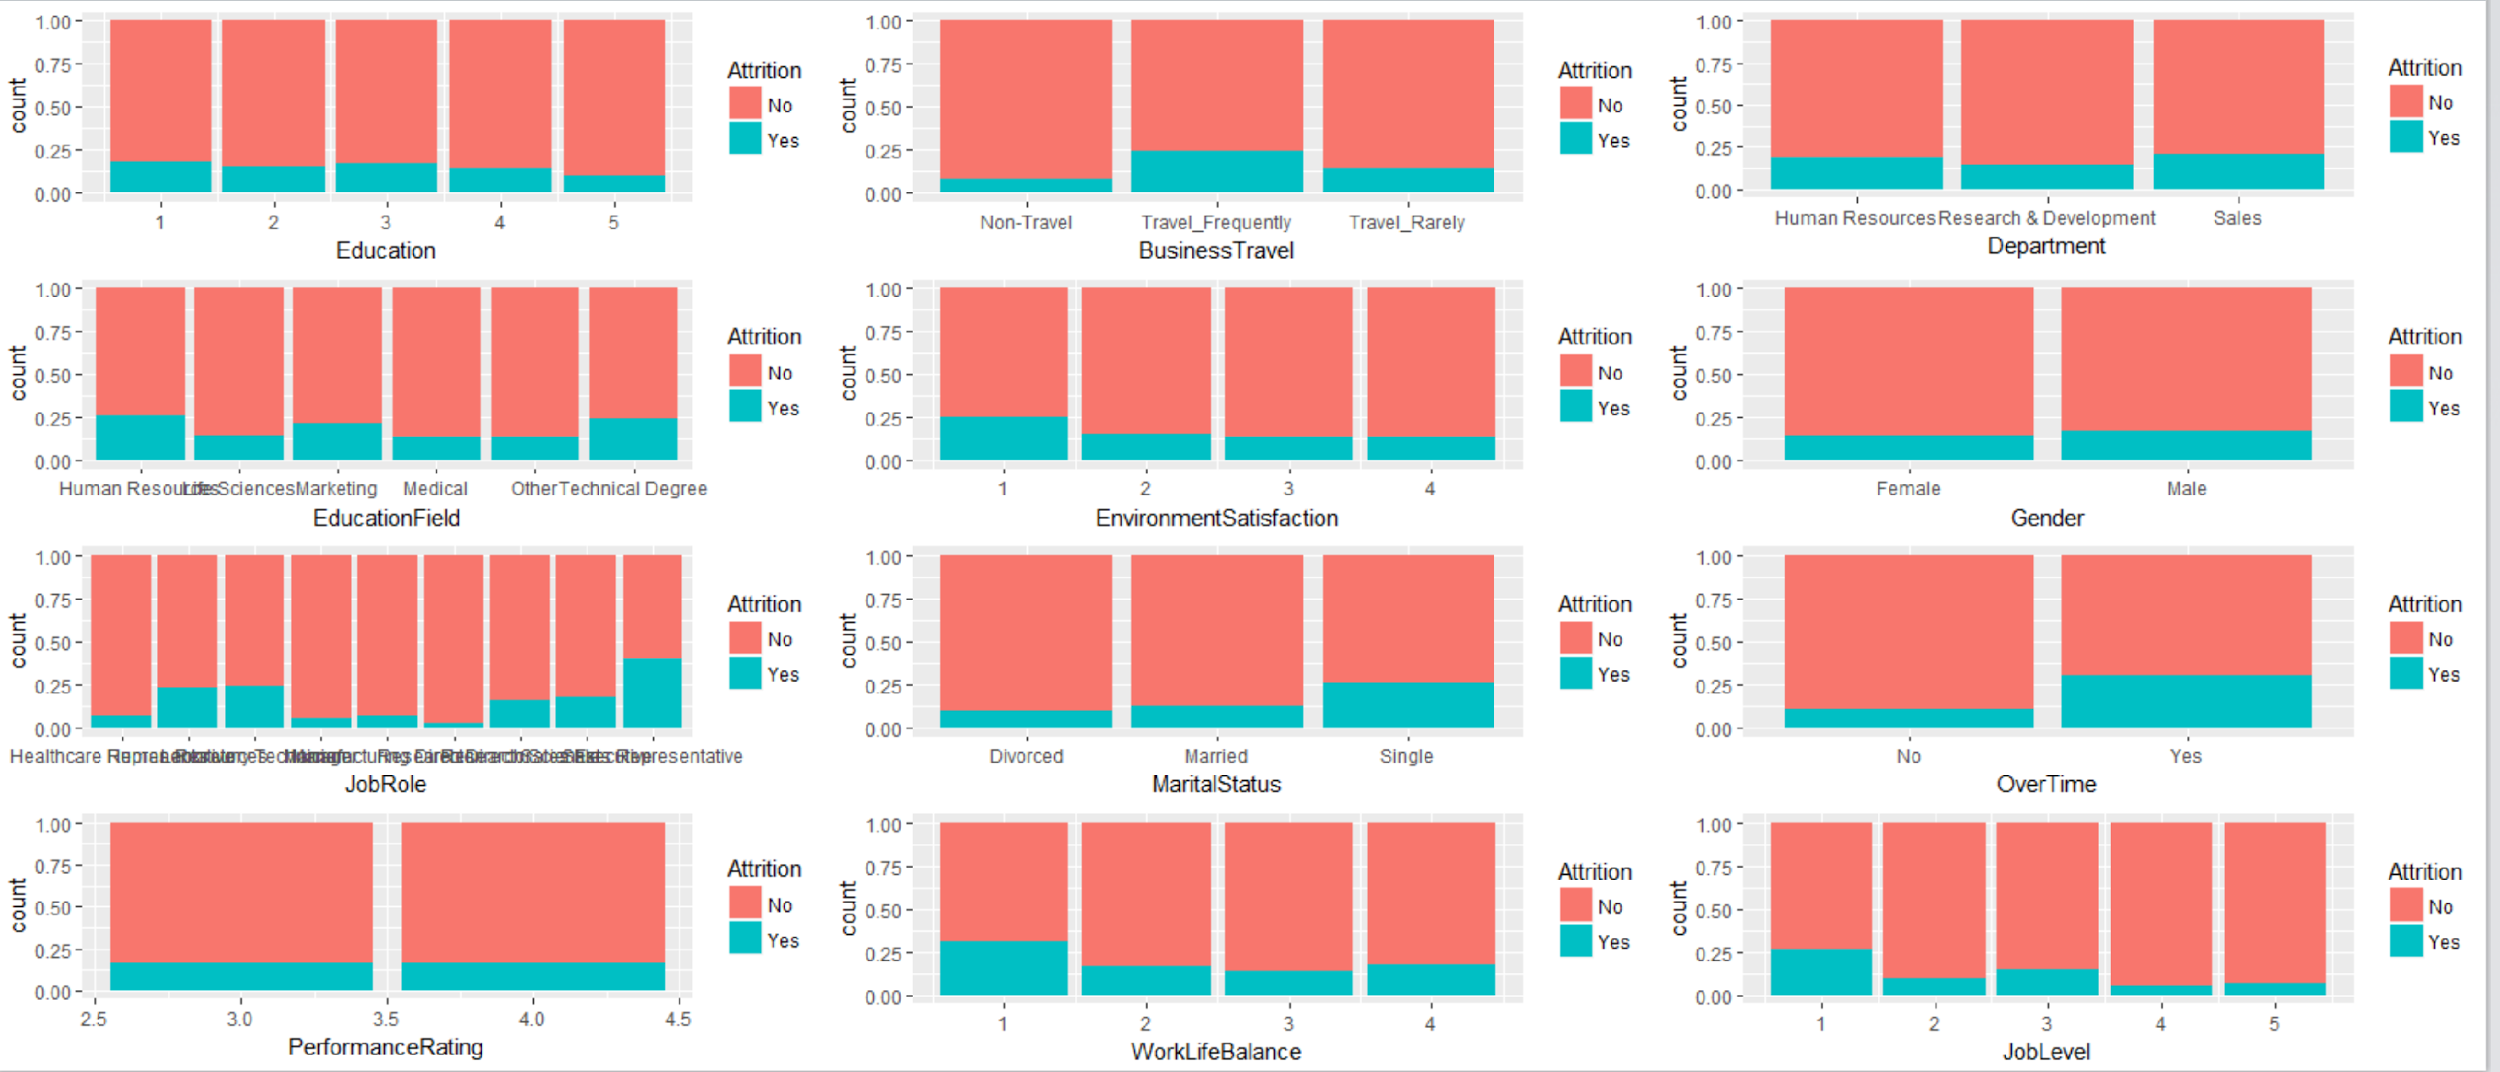 1.00
0.75
0.50
0.25
0.00
count
1 2 3 4 5
Education
Attrition
No
Yes
1.00
0.75
0.50
0.25
0.00
count
Non-Travel Travel_Frequently Travel_Rarely
BusinessTravel
Attrition
No
Yes
1.00
0.75
0.50
0.25
0.00
count
Human Resources Research & Development Sales
Department
Attrition
No
Yes
1.00
0.75
0.50
0.25
0.00
count
Human Resources Life Sciences Marketing Medical Other Technical Degree
EducationField
Attrition
No
Yes
1.00
0.75
0.50
0.25
0.00
count
1 2 3 4
EnvironmentSatisfaction
Attrition
No
Yes
1.00
0.75
0.50
0.25
0.00
count
Female Male
Gender
Attrition
No
Yes
1.00
0.75
0.50
0.25
0.00
count
Healthcare Representative
JobRole
Attrition
No
Yes
1.00
0.75
0.50
0.25
0.00
count
Divorced Married Single
MaritalStatus
Attrition
No
Yes
1.00
0.75
0.50
0.25
0.00
count
No Yes
OverTime
Attrition
No
Yes
1.00
0.75
0.50
0.25
0.00
count
2.5 3.0 3.5 4.0 4.5
PerformanceRating
Attrition
No
Yes
1.00
0.75
0.50
0.25
0.00
count
1 2 3 4
WorkLifeBalance
Attrition
No
Yes
1.00
0.75
0.50
0.25
0.00
count
1 2 3 4 5
JobLevel
Attrition
No
Yes